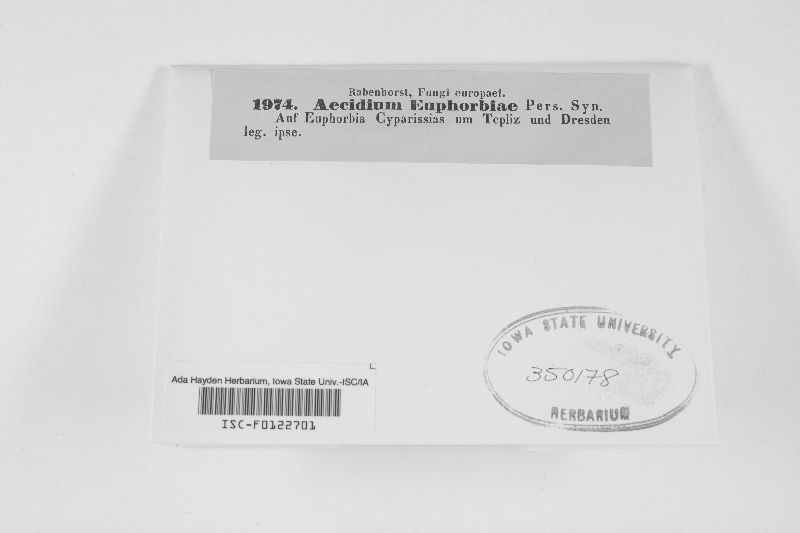 Rabenhorst, Fungi europaei.
1974. Aecidium Euphorbiae Pers. Syn.
Auf Euphorbia Cyparissias um Tepliz und Dresden
leg. ipse.
Ada Hayden Herbarium, Iowa State Univ.-ISC/IA
ISC-F0122701
IOWA STATE UNIVERSITY
350178
HERBARIUM